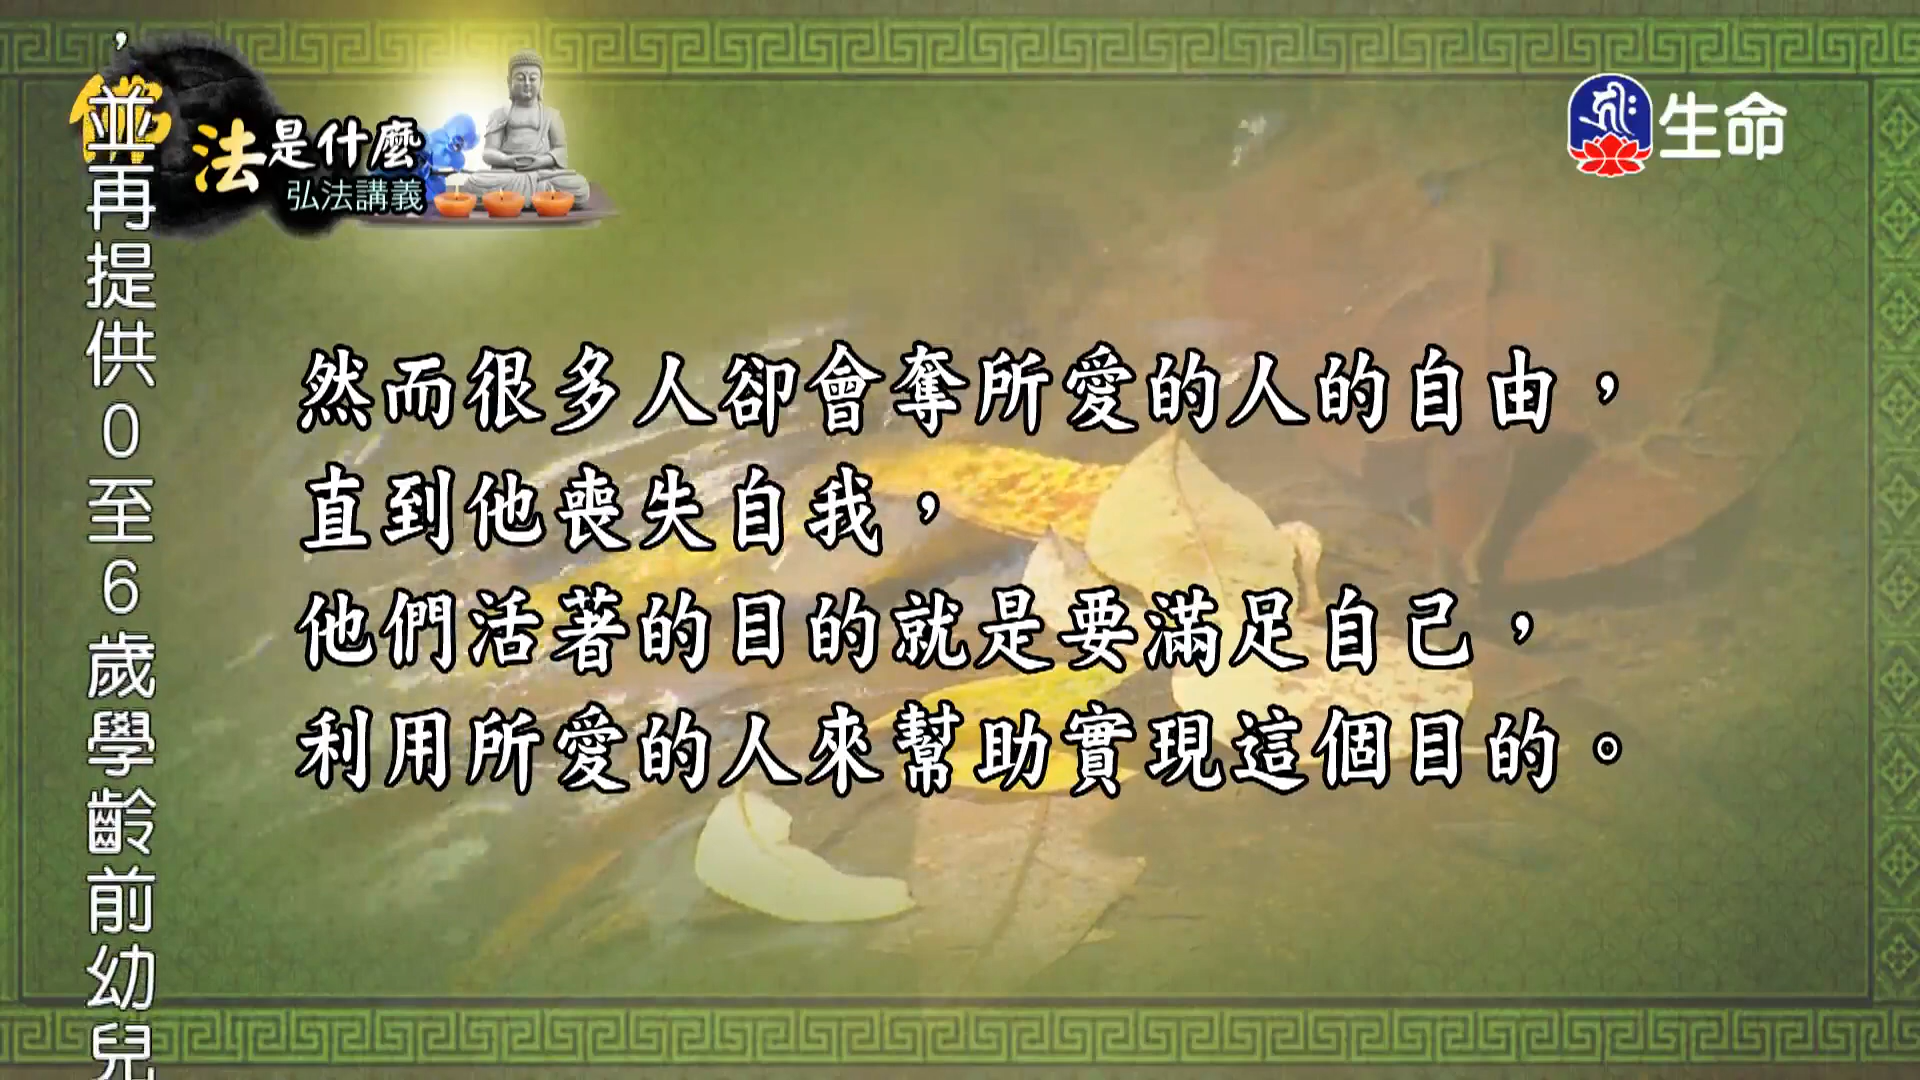 ，並再提供0至6歲學齡前幼兒
佛法是什麼
弘法講義
生命
然而很多人卻會奪所愛的人的自由，
直到他喪失自我，
他們活著的目的就是要滿足自己，
利用所愛的人來幫助實現這個目的。